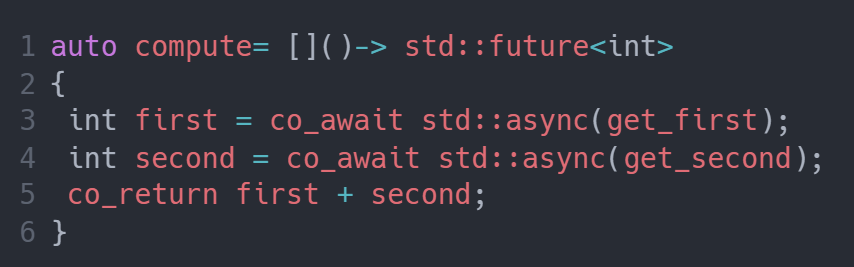 1 auto compute= []()-> std::future<int>
2 {
3  int first = co_await std::async(get_first);
4  int second = co_await std::async(get_second);
5  co_return first + second;
6 }